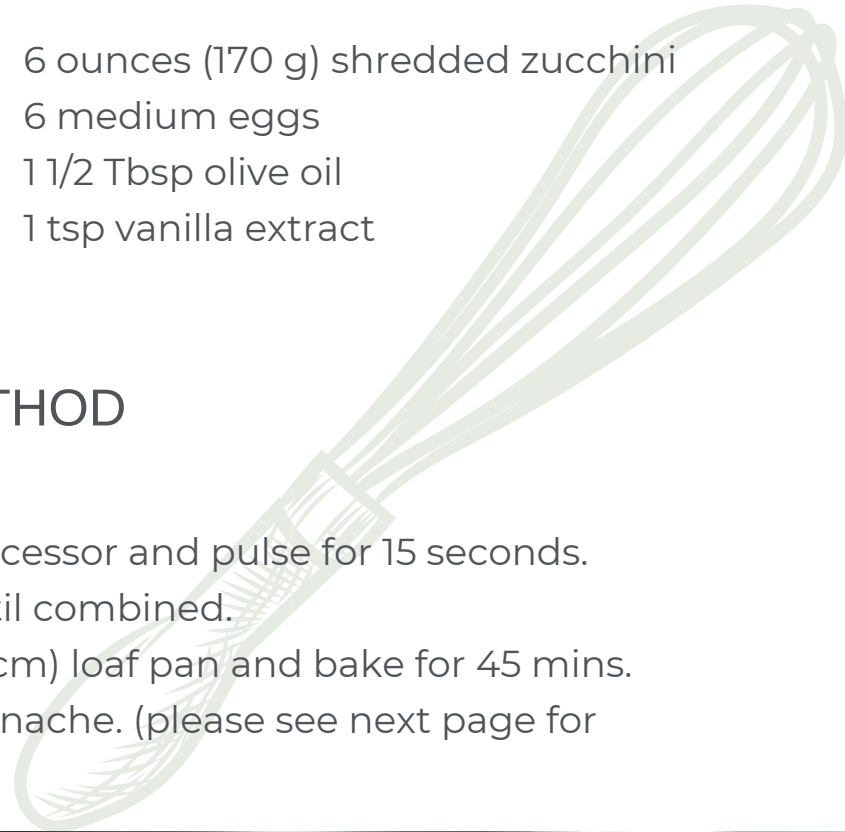 6 ounces (170 g) shredded zucchini
6 medium eggs
1 1/2 Tbsp olive oil
1 tsp vanilla extract
THOD
cessor and pulse for 15 seconds.
til combined.
cm) loaf pan and bake for 45 mins.
nache. (please see next page for